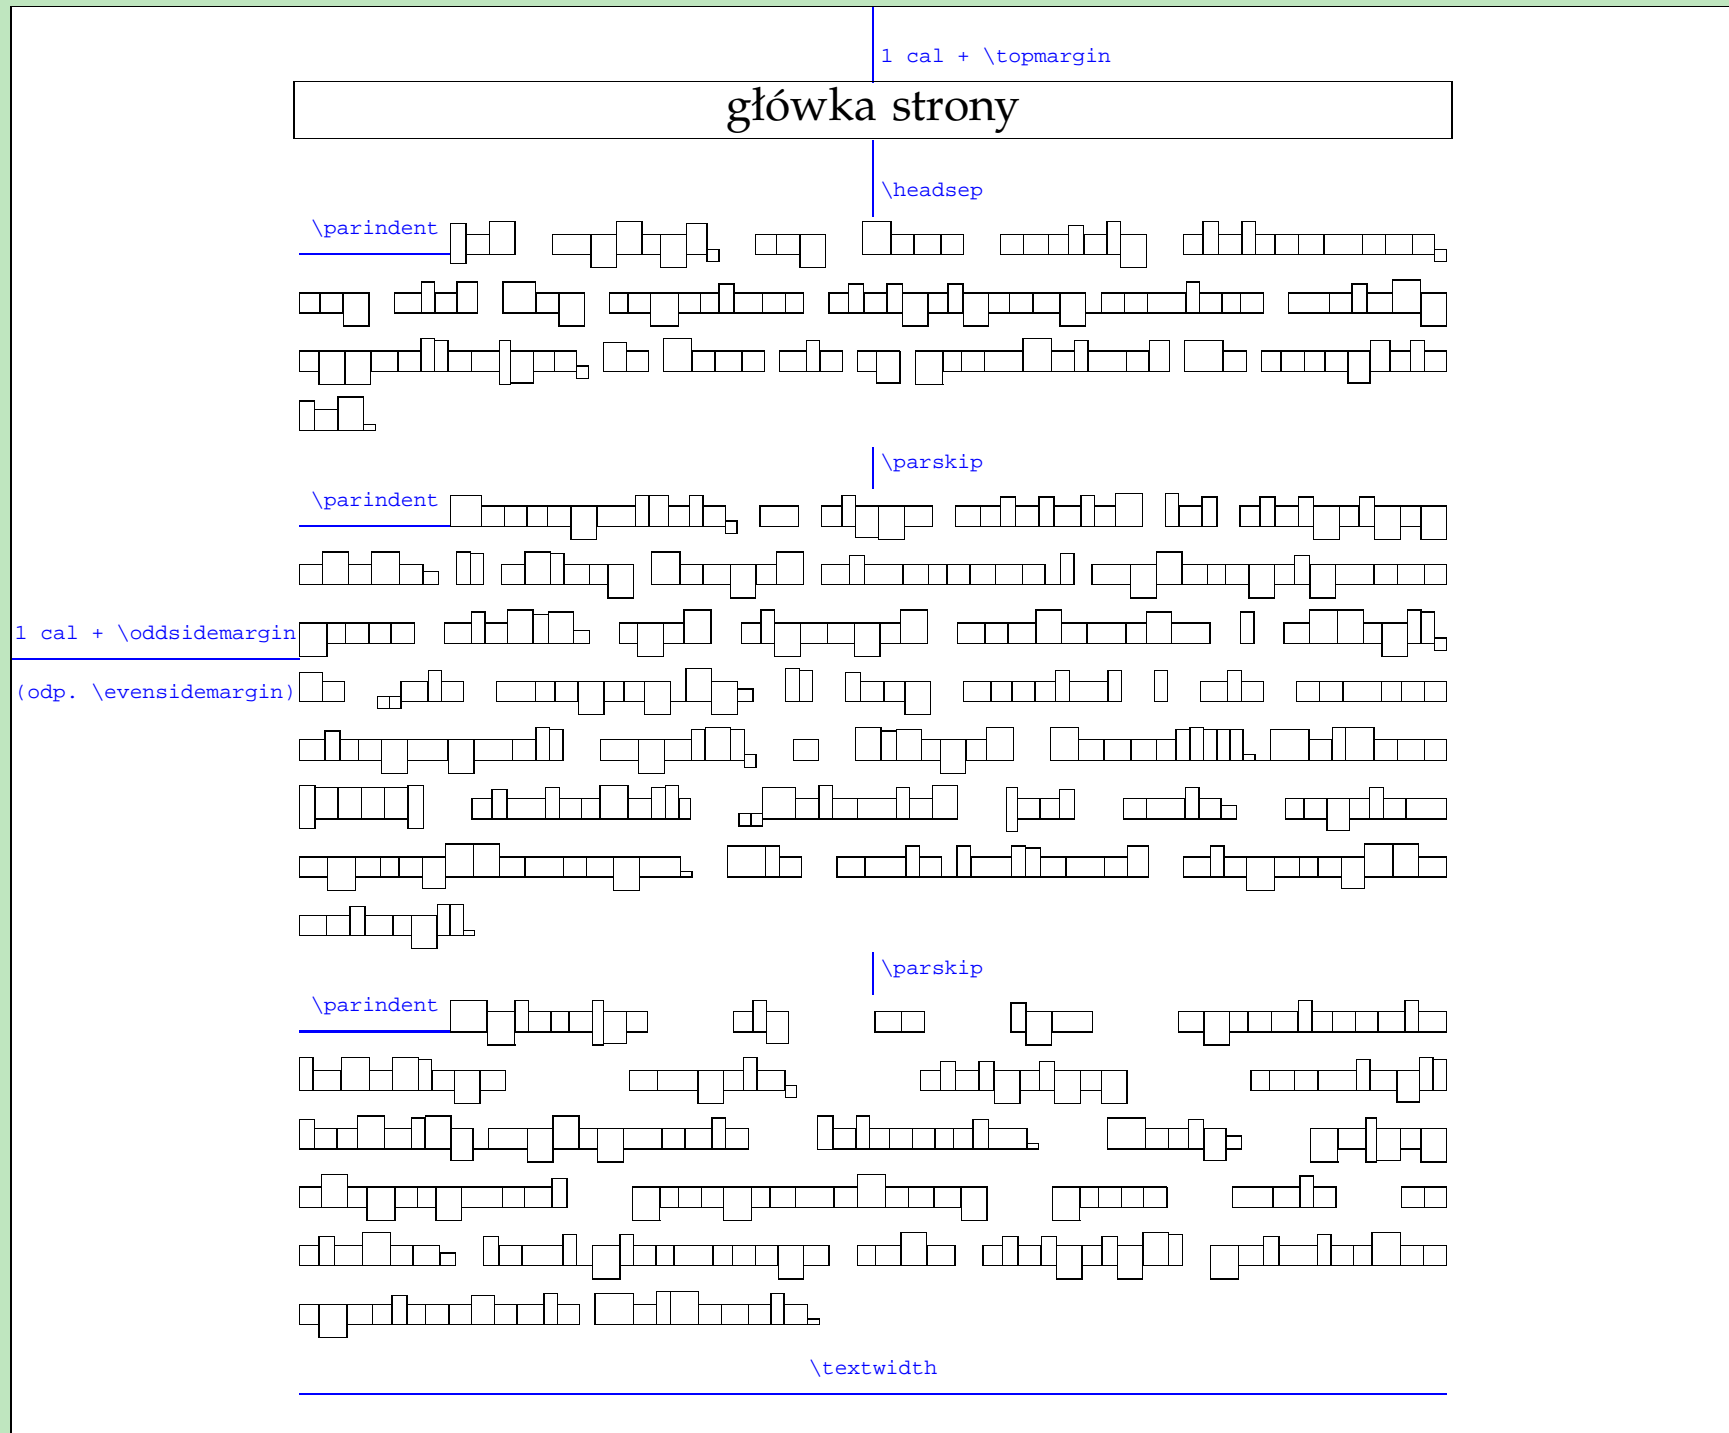 1 cal + \topmargin
główka strony
\headsep
\parindent
\parskip
\parindent
1 cal + \oddsidemargin
(odp. \evensidemargin)
\parskip
\parindent
\textwidth